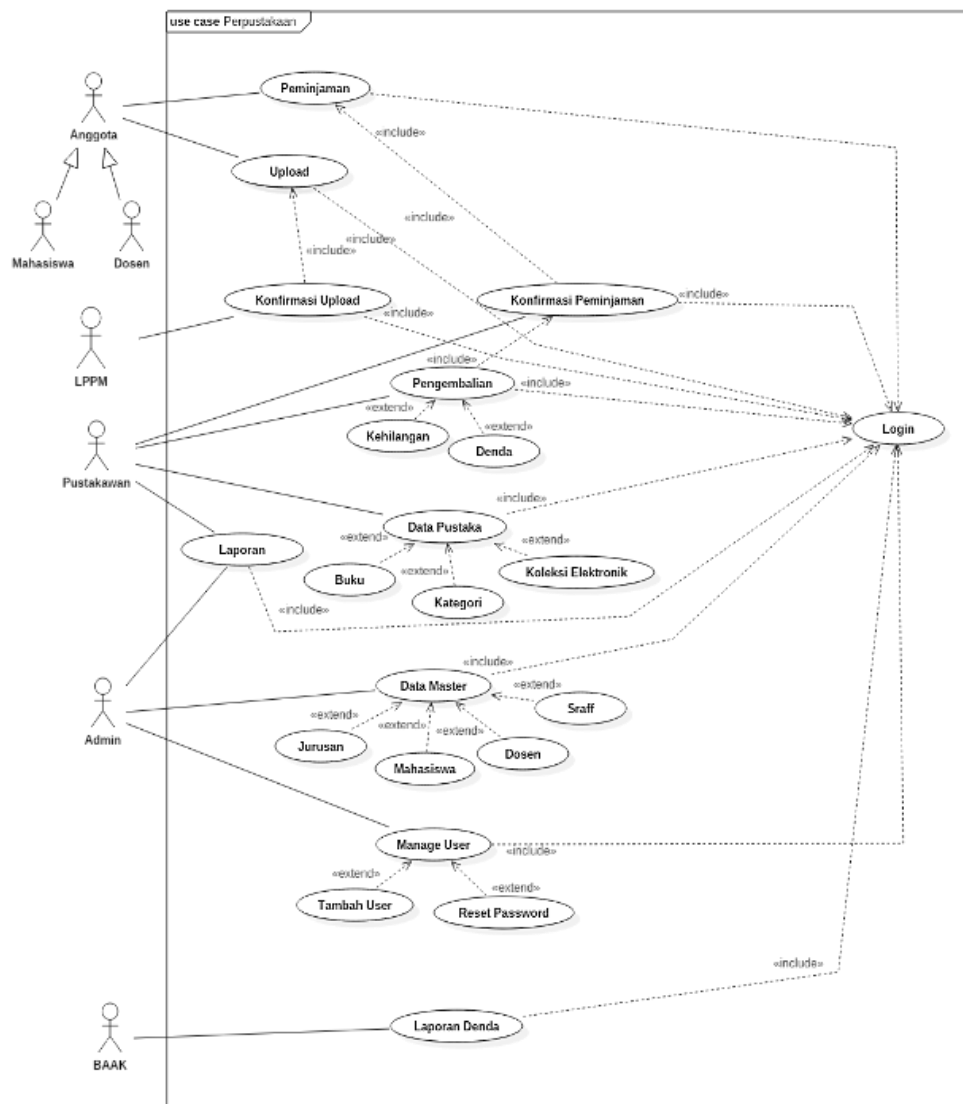 use case Perpustakaan
Peminjaman
«include»
Anggota
Upload
«include»
«include»
Mahasiswa
Dosen
«include»
Konfirmasi Upload
Konfirmasi Peminjaman
«include»
«include»
LPPM
«include»
Pengembalian
«include»
«extend»
Kehilangan
«extend»
Denda
Login
Pustakawan
«include»
Data Pustaka
«extend»
«extend»
Laporan
«extend»
Koleksi Elektronik
Buku
Kategori
«include»
«include»
Data Master
«extend»
Sraff
Admin
«extend»
«extend»
«extend»
Jurusan
Mahasiswa
Dosen
Manage User
«include»
«extend»
«extend»
Tambah User
Reset Password
«include»
Laporan Denda
BAAK